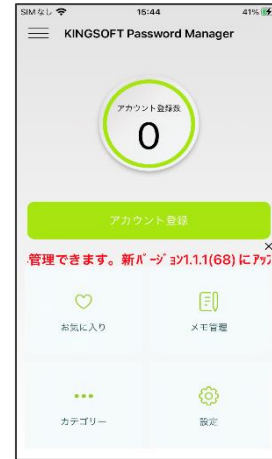 SIMなし 15:44 41%
KINGSOFT Password Manager
アカウント登録数
0
アカウント登録
管理できます。新バージョン1.1.1(68) にアップ
お気に入り メモ管理
カテゴリー 設定